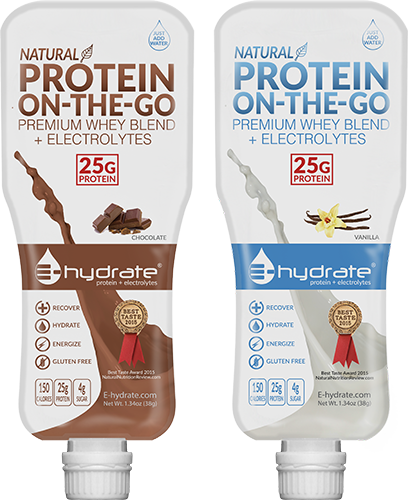 JUST
ADD
WATER
NATURAL
PROTEIN
ON-THE-GO
PREMIUM WHEY BLEND
+ ELECTROLYTES
25G
PROTEIN
CHOCOLATE
E-hydrate®
protein + electrolytes
RECOVER
HYDRATE
ENERGIZE
GLUTEN FREE
BEST
TASTE
2015
Best Taste Award 2015
NaturalNutritionReview.com
150
CALORIES
25g
PROTEIN
4g
SUGAR
E-hydrate.com
Net Wt. 1.34oz (38g)
JUST
ADD
WATER
NATURAL
PROTEIN
ON-THE-GO
PREMIUM WHEY BLEND
+ ELECTROLYTES
25G
PROTEIN
VANILLA
E-hydrate®
protein + electrolytes
RECOVER
HYDRATE
ENERGIZE
GLUTEN FREE
BEST
TASTE
2015
Best Taste Award 2015
NaturalNutritionReview.com
150
CALORIES
25g
PROTEIN
4g
SUGAR
E-hydrate.com
Net Wt. 1.34oz (38g)